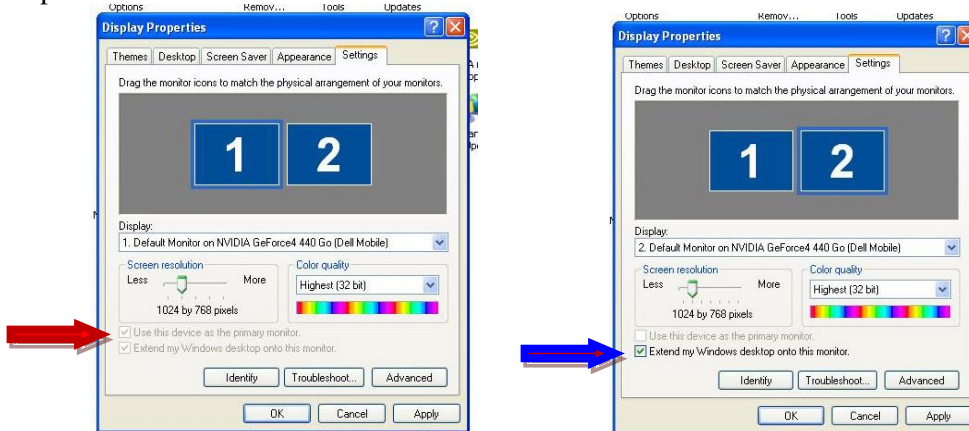 Options Remov... Tools Updates
Display Properties
Themes Desktop Screen Saver Appearance Settings
Drag the monitor icons to match the physical arrangement of your monitors.
1 2
Display:
1. Default Monitor on NVIDIA GeForce4 440 Go (Dell Mobile)
Screen resolution Color quality
Less More Highest (32 bit)
1024 by 768 pixels
Use this device as the primary monitor.
Extend my Windows desktop onto this monitor.
Identify Troubleshoot... Advanced
OK Cancel Apply
Options Remov... Tools Updates
Display Properties
Themes Desktop Screen Saver Appearance Settings
Drag the monitor icons to match the physical arrangement of your monitors.
1 2
Display:
2. Default Monitor on NVIDIA GeForce4 440 Go (Dell Mobile)
Screen resolution Color quality
Less More Highest (32 bit)
1024 by 768 pixels
Use this device as the primary monitor.
Extend my Windows desktop onto this monitor.
Identify Troubleshoot... Advanced
OK Cancel Apply